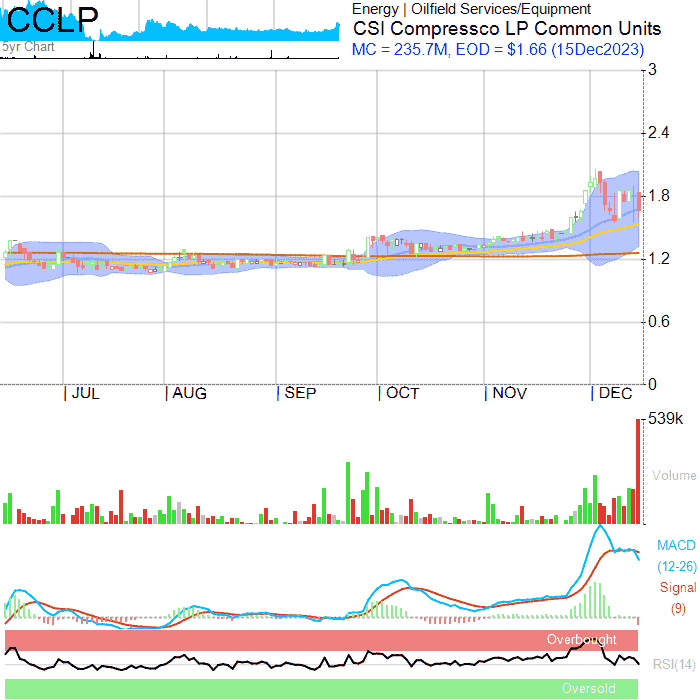 CCLP
5yr Chart
Energy | Oilfield Services/Equipment
CSI Compressco LP Common Units
MC = 235.7M, EOD = $1.66 (15Dec2023)
3
2.4
1.8
1.2
0.6
0
| JUL | AUG | SEP | OCT | NOV | DEC
539k
Volume
MACD
(12-26)
Signal
(9)
Overbought
RSI(14)
Oversold